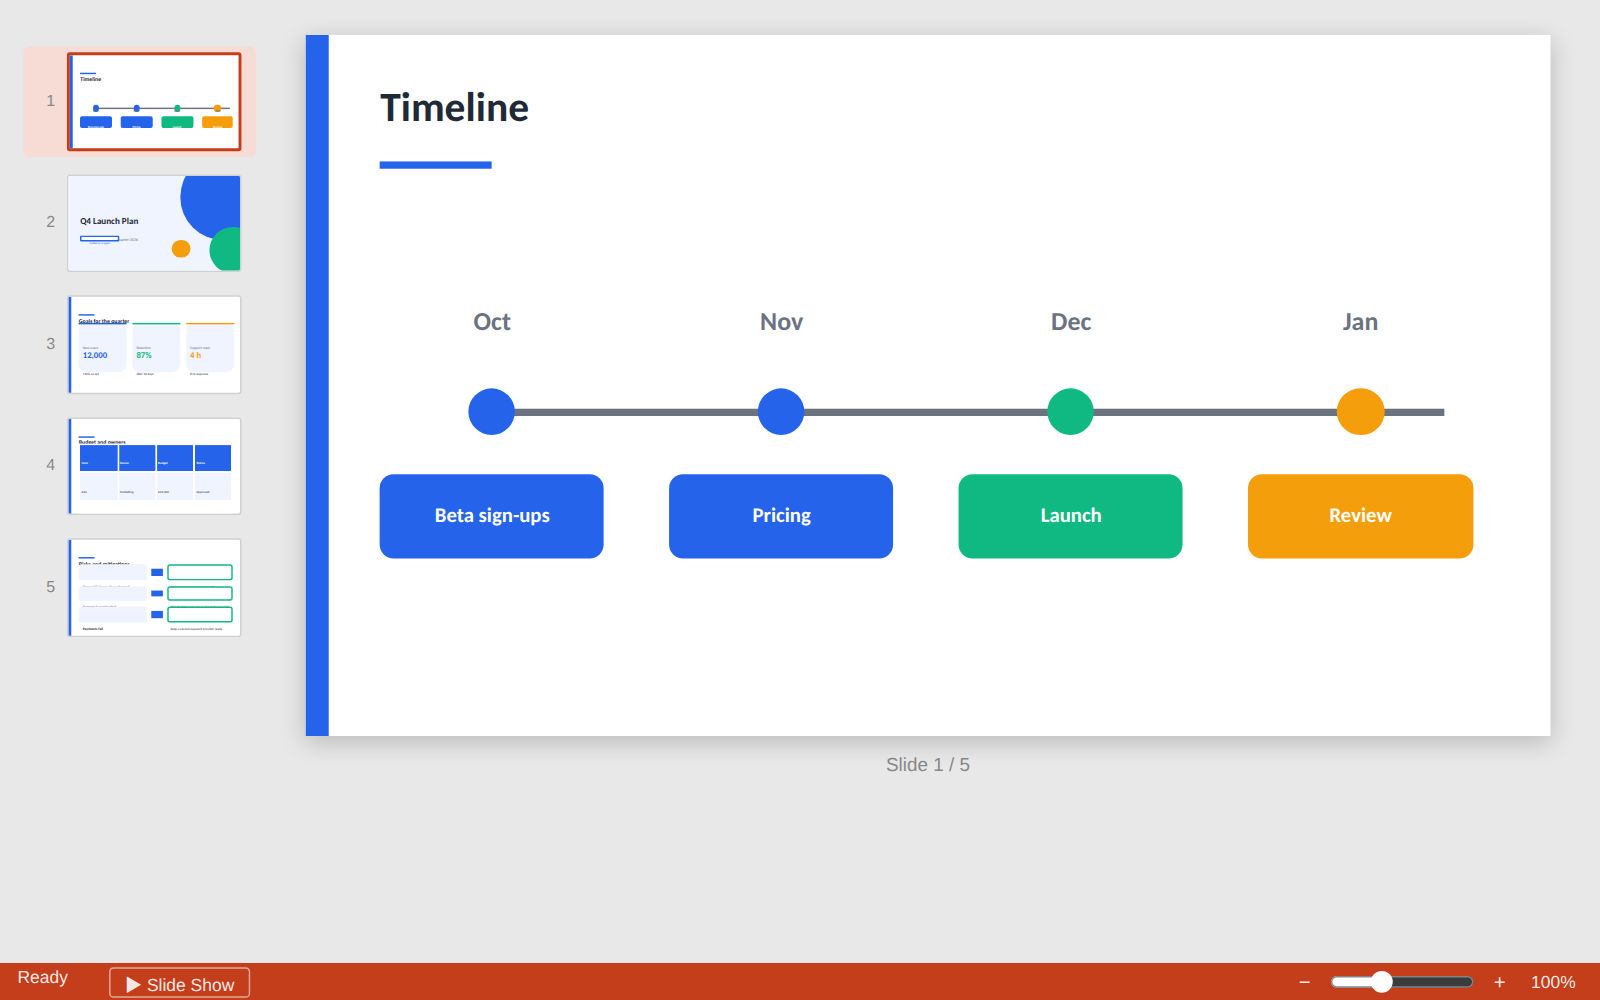 1
Timeline
2
Q4 Launch Plan
3
Goals for the quarter
12,000
87%
4 h
4
Budget and owners
5
Timeline
Oct
Nov
Dec
Jan
Beta sign-ups
Pricing
Launch
Review
Slide 1 / 5
Ready
Slide Show
−
+
100%